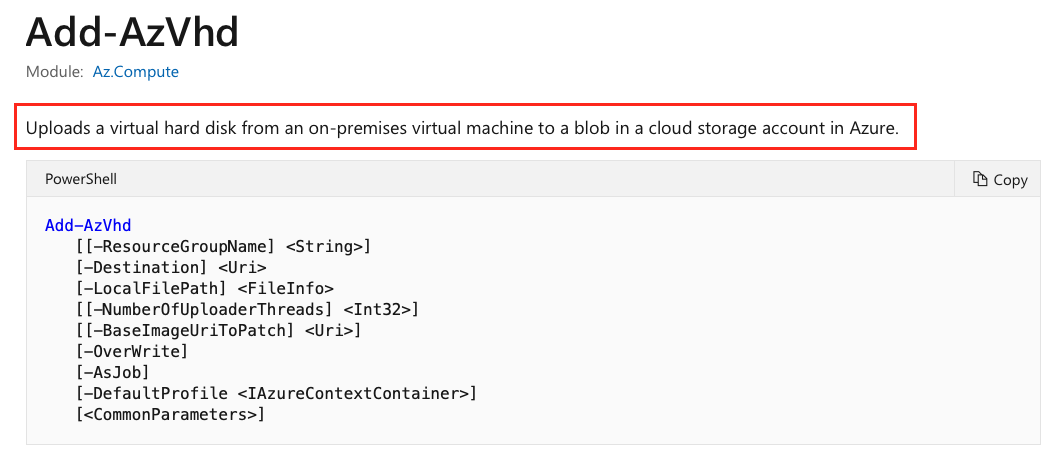 Add-AzVhd
Module: Az.Compute
Uploads a virtual hard disk from an on-premises virtual machine to a blob in a cloud storage account in Azure.
PowerShell
Copy
Add-AzVhd
[[-ResourceGroupName] <String>]
[-Destination] <Uri>
[-LocalFilePath] <FileInfo>
[[-NumberOfUploaderThreads] <Int32>]
[[-BaseImageUriToPatch] <Uri>]
[-OverWrite]
[-AsJob]
[-DefaultProfile <IAzureContextContainer>]
[<CommonParameters>]